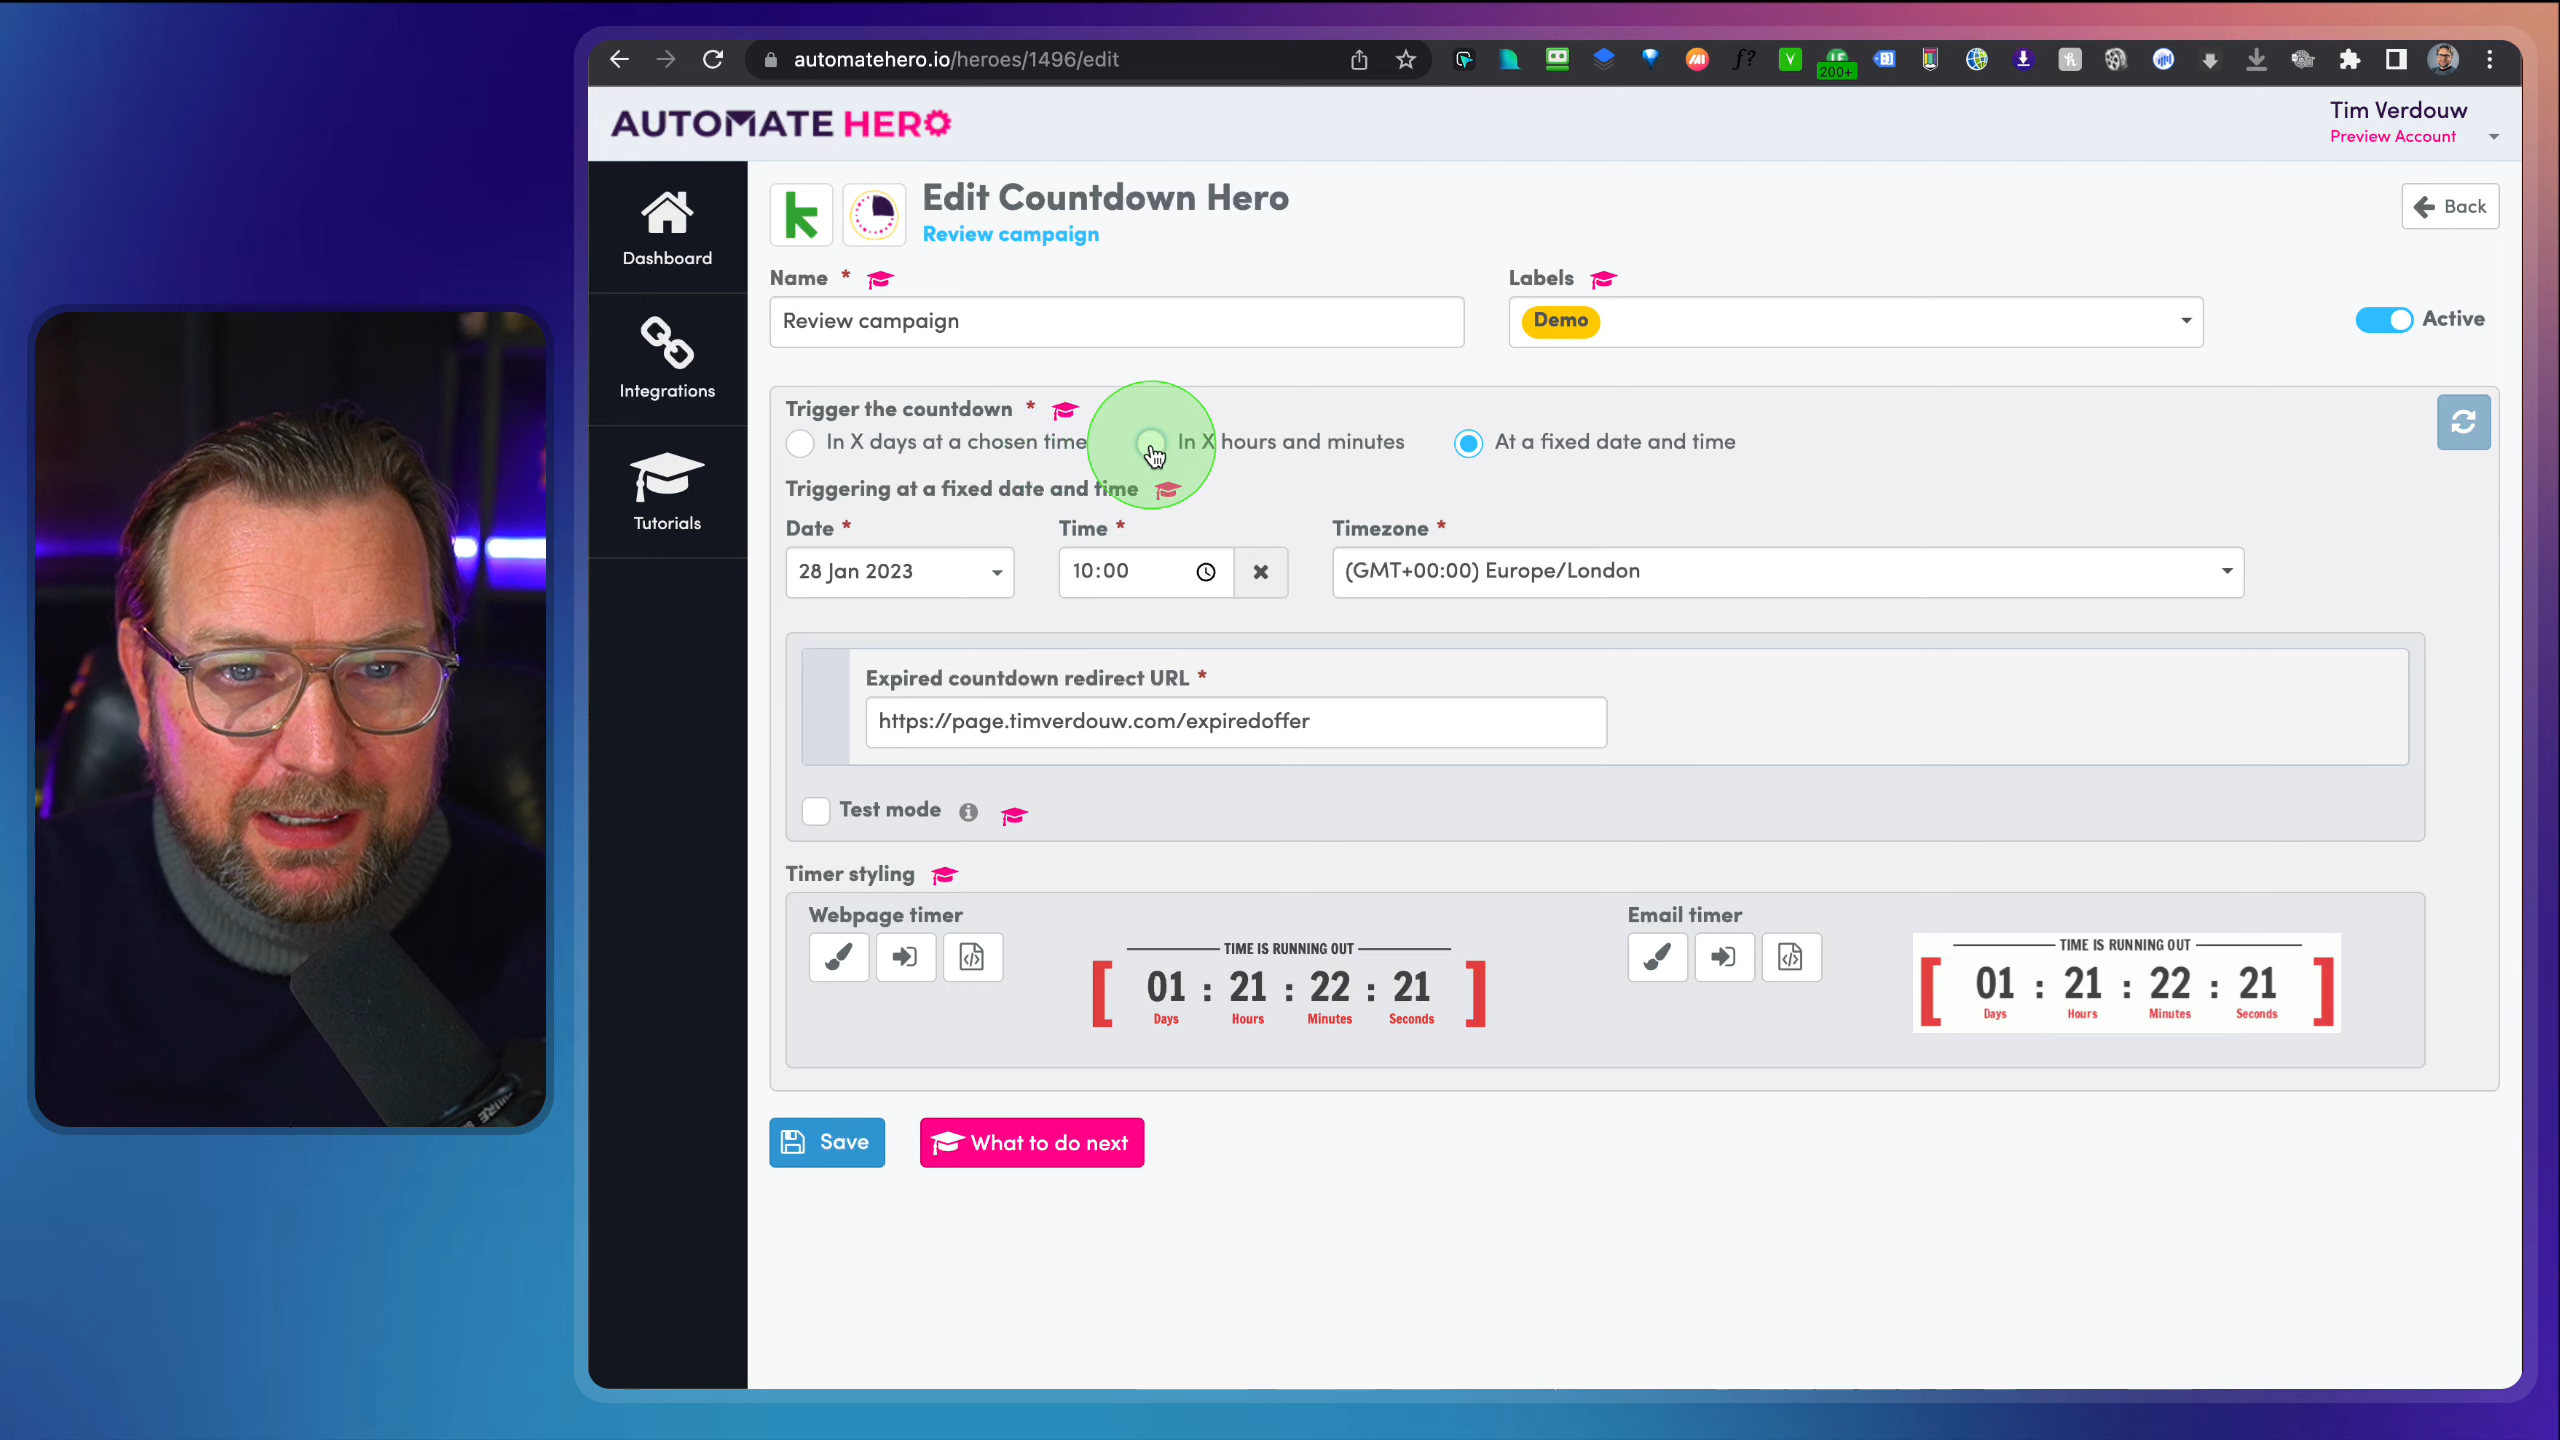 automatehero.io/heroes/1496/edit
200+
AUTOMATE HERO
Tim Verdouw
Preview Account
Dashboard
Integrations
Tutorials
Edit Countdown Hero
Review campaign
Back
Name *
Labels
Review campaign
Demo
Active
Trigger the countdown *
In X days at a chosen time
In X hours and minutes
At a fixed date and time
Triggering at a fixed date and time
Date *
Time *
Timezone *
28 Jan 2023
10:00
(GMT+00:00) Europe/London
Expired countdown redirect URL *
https://page.timverdouw.com/expiredoffer
Test mode
Timer styling
Webpage timer
TIME IS RUNNING OUT
01 : 21 : 22 : 21
Days Hours Minutes Seconds
Email timer
TIME IS RUNNING OUT
01 : 21 : 22 : 21
Days Hours Minutes Seconds
Save
What to do next